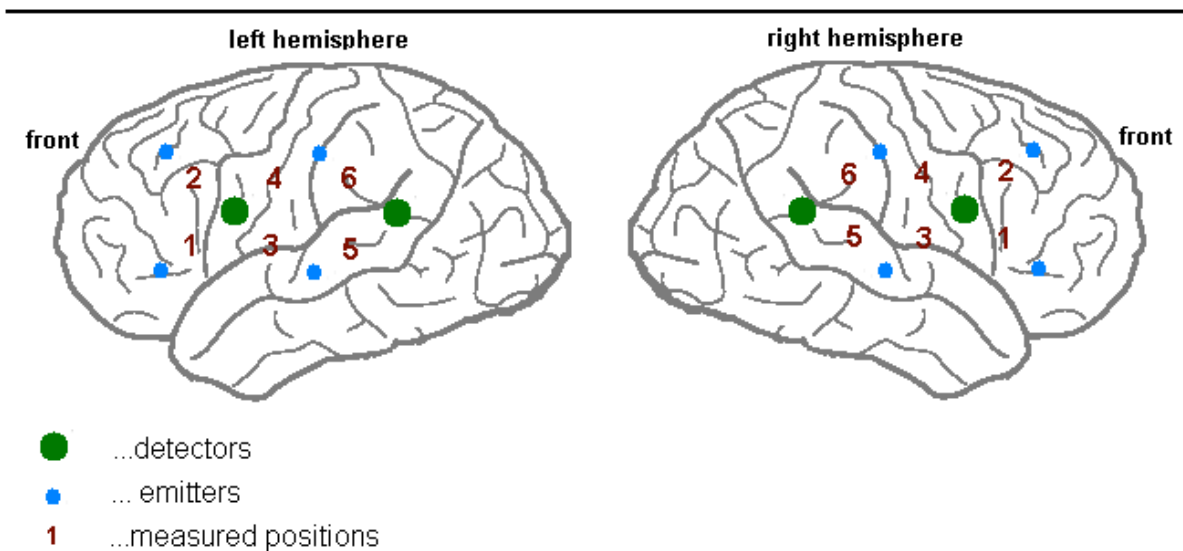 left hemisphere
right hemisphere
front
front
2
4
6
1
3
5
6
4
2
5
3
1
...detectors
... emitters
1 ...measured positions